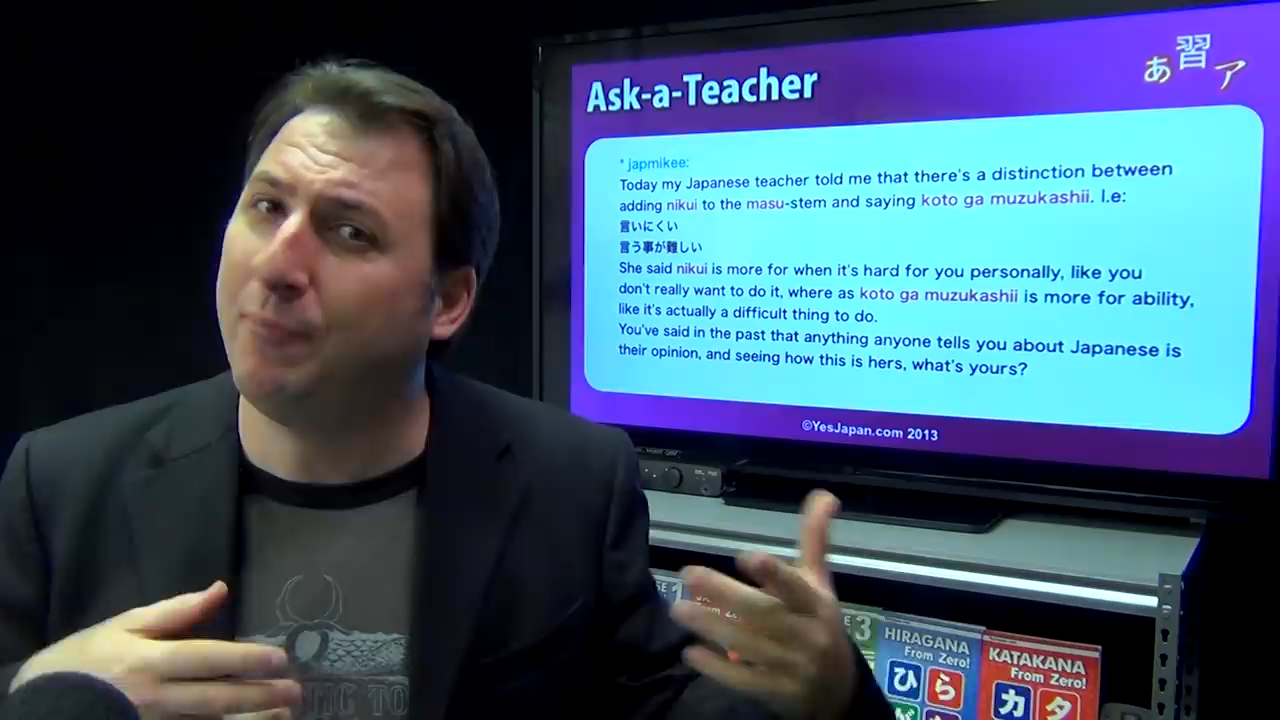 Ask-a-Teacher
あ習ア
* japmikee:
Today my Japanese teacher told me that there's a distinction between
adding nikui to the masu-stem and saying koto ga muzukashii. I.e:
言いにくい
言う事が難しい
She said nikui is more for when it's hard for you personally, like you
don't really want to do it, where as koto ga muzukashii is more for ability,
like it's actually a difficult thing to do.
You've said in the past that anything anyone tells you about Japanese is
their opinion, and seeing how this is hers, what's yours?
©YesJapan.com 2013
1
3
HIRAGANA
From Zero!
ひら
KATAKANA
From Zero!
カタ
TIC TO